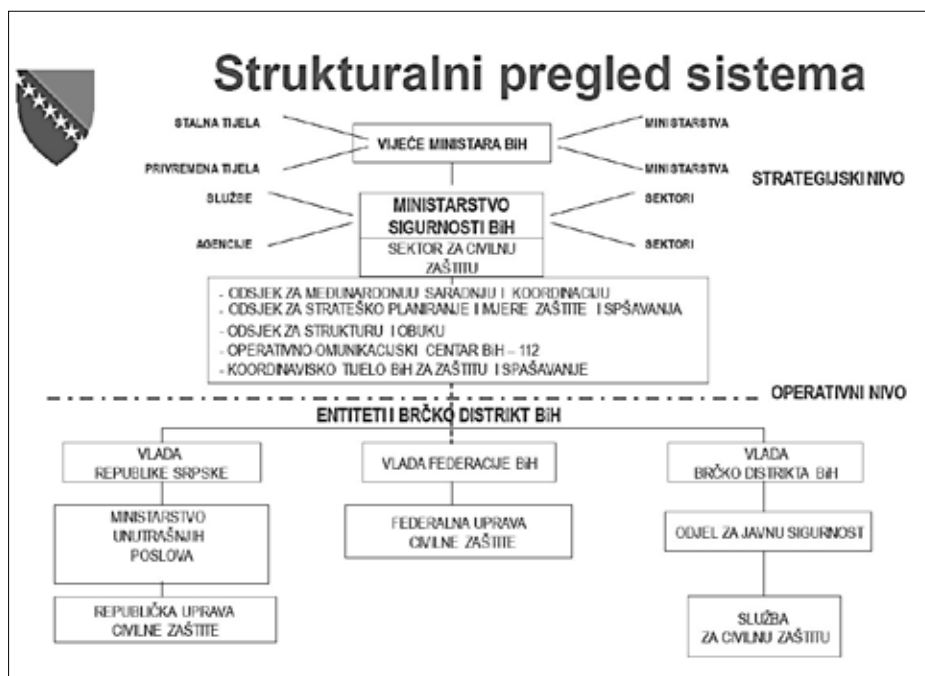 Strukturalni pregled sistema
STALNA TIJELA
MINISTARSTVA
VIJEĆE MINISTARA BiH
PRIVREMENA TIJELA
MINISTARSTVA
STRATEGIJSKI NIVO
SLUŽBE
MINISTARSTVO
SIGURNOSTI BiH
SEKTORI
AGENCIJE
SEKTOR ZA CIVILNU
ZAŠTITU
SEKTORI
- ODSJEK ZA MEĐUNARODNUU SARADNJU I KOORDINACIJU
- ODSJEK ZA STRATEŠKO PLANIRANJE I MJERE ZAŠTITE I SPŠAVANJA
- ODSJEK ZA STRUKTURU I OBUKU
- OPERATIVNO-OMUNIKACIJSKI CENTAR BiH – 112
- KOORDINAVISKO TIJELO BiH ZA ZAŠTITU I SPAŠAVANJE
OPERATIVNI NIVO
ENTITETI I BRČKO DISTRIKT BiH
VLADA
REPUBLIKE SRPSKE
VLADA FEDERACIJE BiH
VLADA
BRČKO DISTRIKTA BiH
MINISTARSTVO
UNUTRAŠNJIH
POSLOVA
FEDERALNA UPRAVA
CIVILNE ZAŠTITE
ODJEL ZA JAVNU SIGURNOST
REPUBLIČKA UPRAVA
CIVILNE ZAŠTITE
SLUŽBA
ZA CIVILNU ZAŠTITU